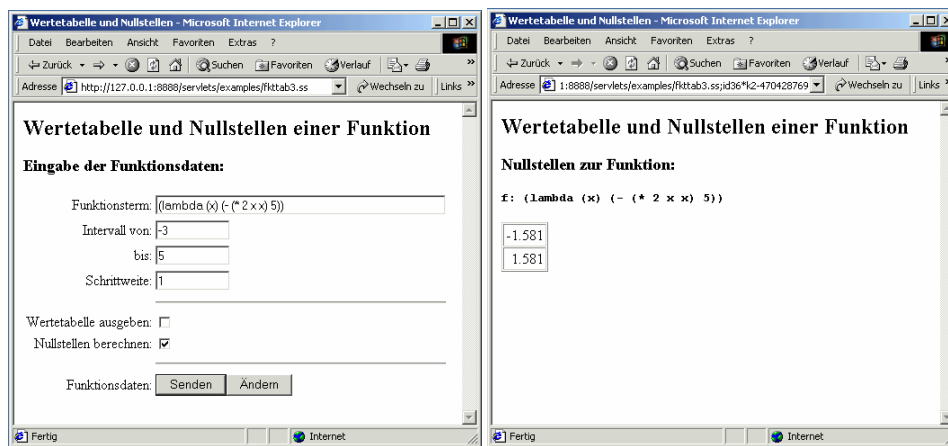 Wertetabelle und Nullstellen - Microsoft Internet Explorer
Datei Bearbeiten Ansicht Favoriten Extras ?
Zurück Suchen Favoriten Verlauf »
Adresse http://127.0.0.1:8888/servlets/examples/fkttab3.ss Wechseln zu Links »
Wertetabelle und Nullstellen einer Funktion
Eingabe der Funktionsdaten:
Funktionsterm: (lambda (x) (- (* 2 x x) 5))
Intervall von: -3
bis: 5
Schrittweite: 1
Wertetabelle ausgeben:
Nullstellen berechnen:
Funktionsdaten: Senden Ändern
Fertig Internet
Wertetabelle und Nullstellen - Microsoft Internet Explorer
Datei Bearbeiten Ansicht Favoriten Extras ?
Zurück Suchen Favoriten Verlauf »
Adresse 1:8888/servlets/examples/fkttab3.ss;id36*k2-470428769 Wechseln zu Links
Wertetabelle und Nullstellen einer Funktion
Nullstellen zur Funktion:
f: (lambda (x) (- (* 2 x x) 5))
-1.581
1.581
Fertig Internet